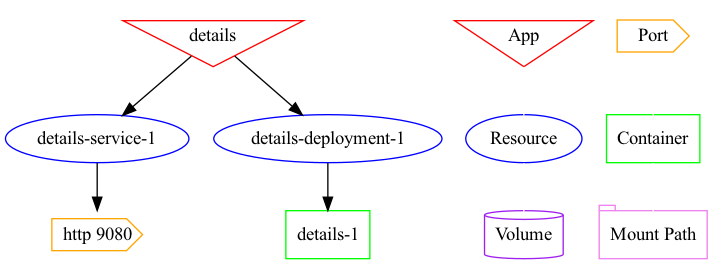 details
App
Port
details-service-1
details-deployment-1
Resource
Container
http 9080
details-1
Volume
Mount Path